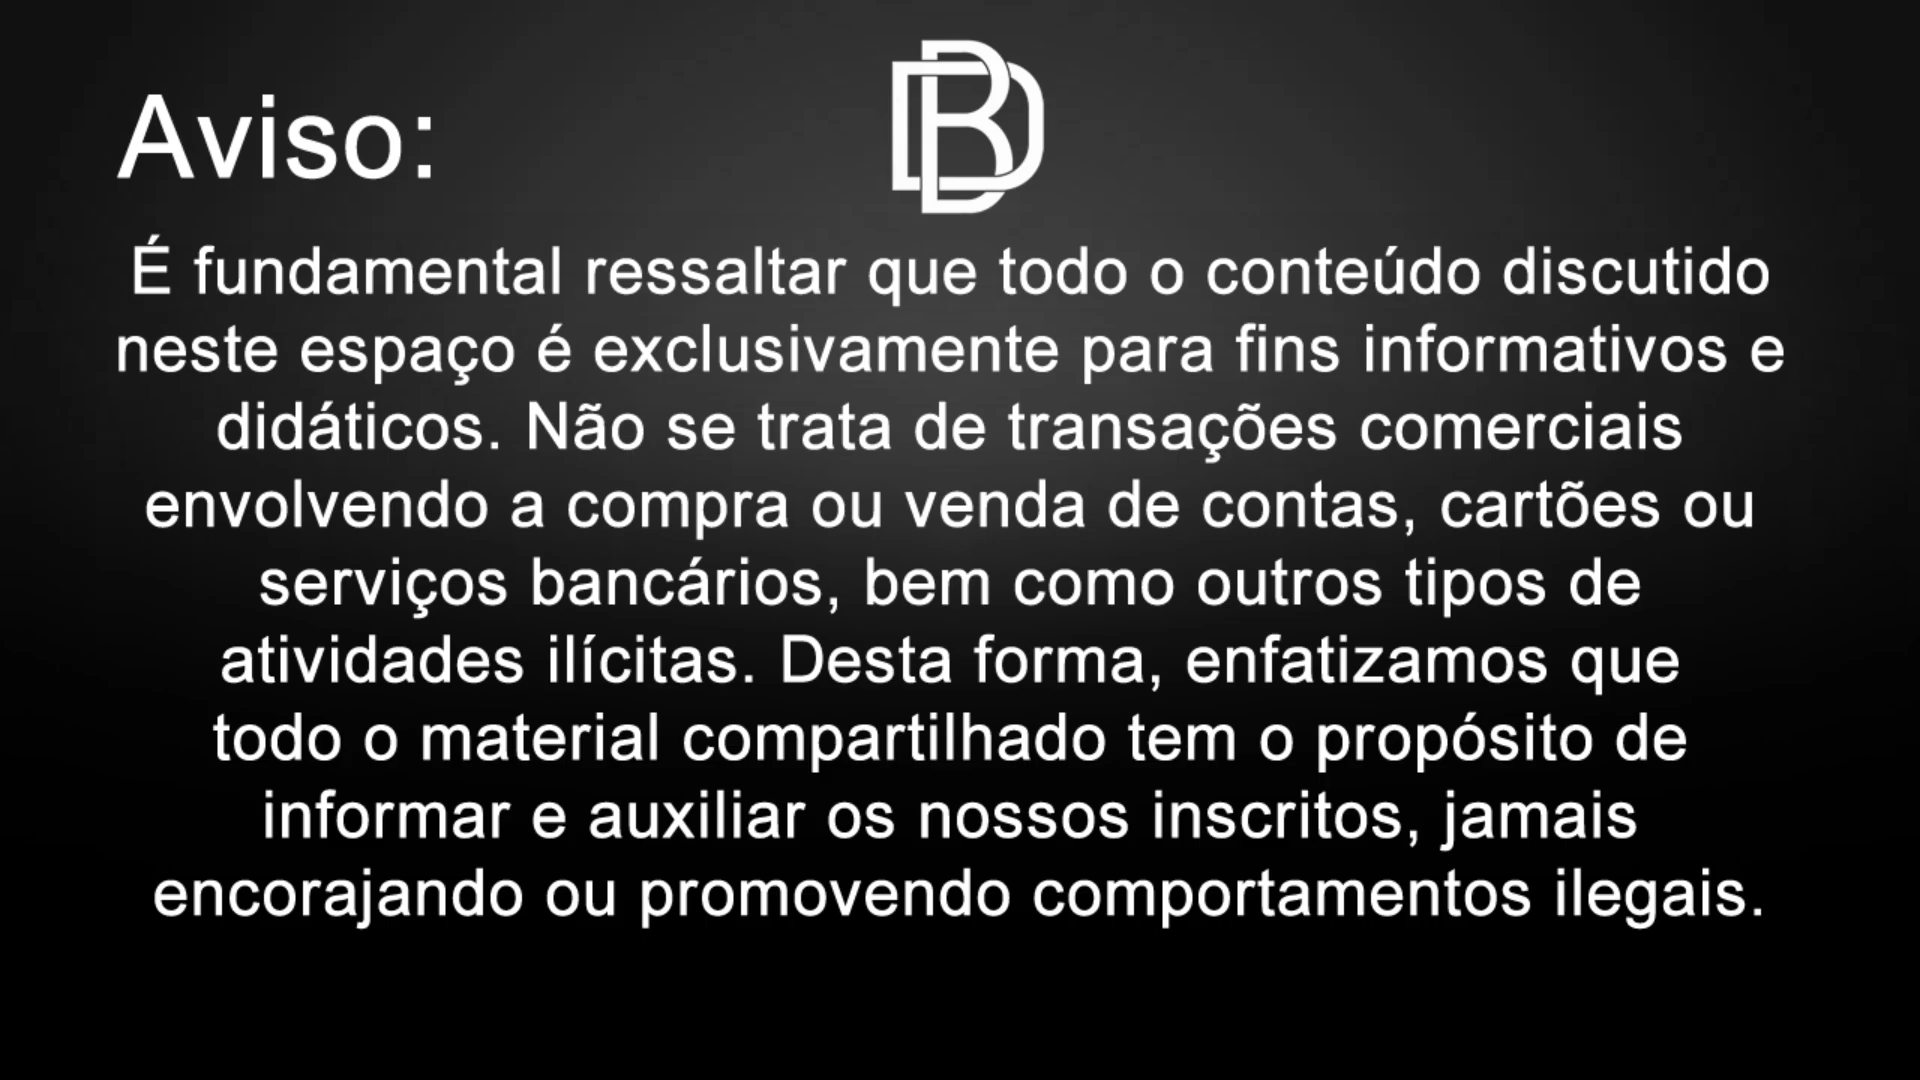 Aviso:
É fundamental ressaltar que todo o conteúdo discutido
neste espaço é exclusivamente para fins informativos e
didáticos. Não se trata de transações comerciais
envolvendo a compra ou venda de contas, cartões ou
serviços bancários, bem como outros tipos de
atividades ilícitas. Desta forma, enfatizamos que
todo o material compartilhado tem o propósito de
informar e auxiliar os nossos inscritos, jamais
encorajando ou promovendo comportamentos ilegais.